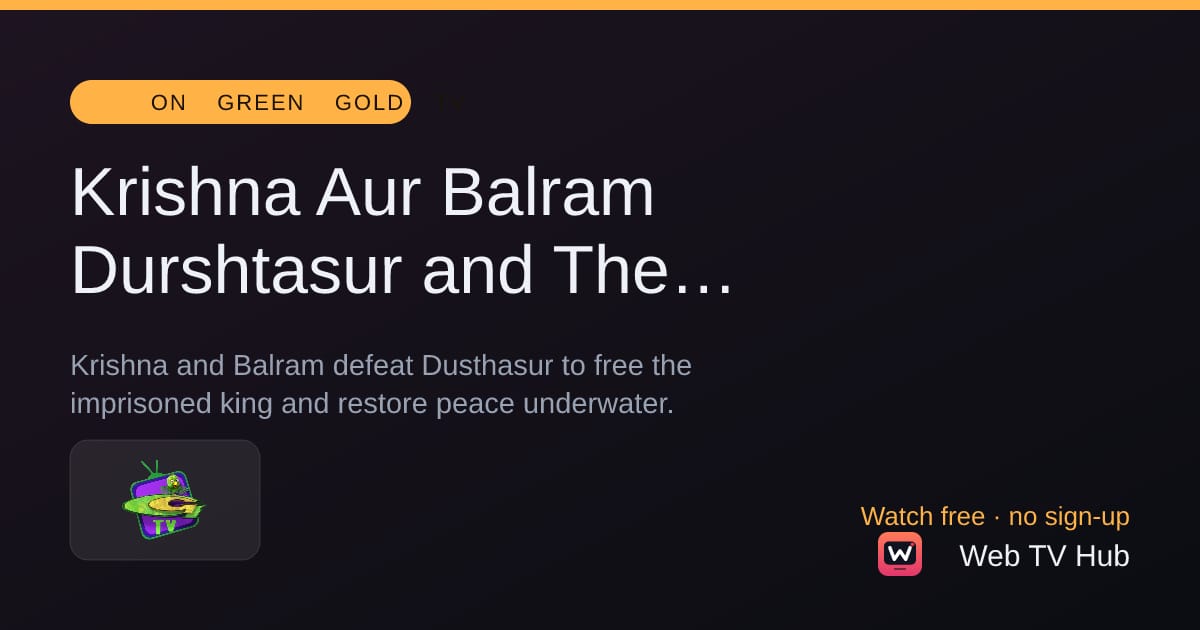 ON GREEN GOLD TV
Krishna Aur Balram
Durshtasur and The…
Krishna and Balram defeat Dusthasur to free the
imprisoned king and restore peace underwater.
TV
Watch free · no sign-up
W
Web TV Hub